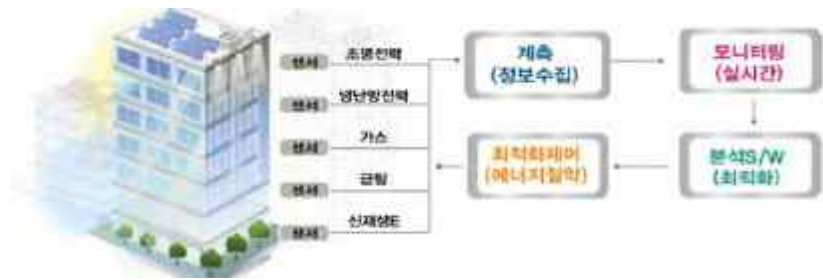 센서 조명전력
센서 냉난방전력
센서 가스
센서 급탕
센서 신재생E
계측
(정보수집)
모니터링
(실시간)
분석S/W
(최적화)
최적화제어
(에너지절약)